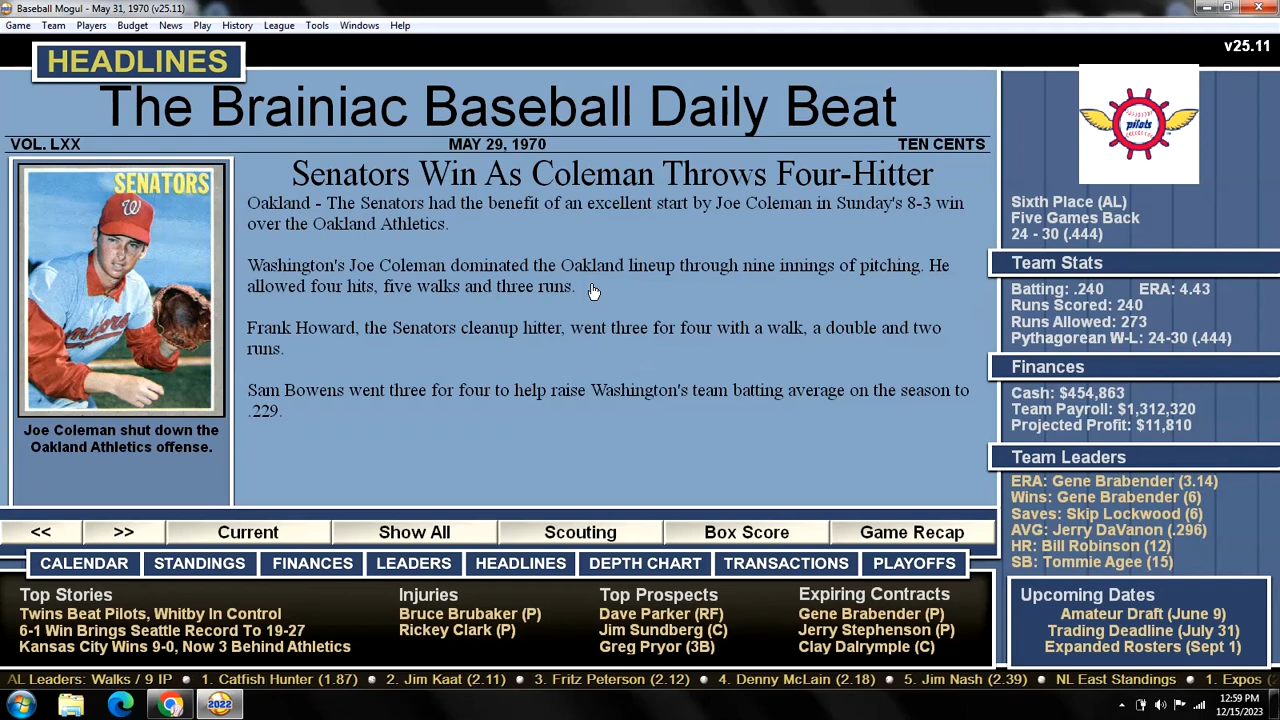 Baseball Mogul - May 31, 1970 (v25.11)
Game Team Players Budget News Play History League Tools Windows Help
HEADLINES
v25.11
The Brainiac Baseball Daily Beat
VOL. LXX MAY 29, 1970 TEN CENTS
SENATORS
W
Senators
Joe Coleman shut down the
Oakland Athletics offense.
Senators Win As Coleman Throws Four-Hitter
Oakland - The Senators had the benefit of an excellent start by Joe Coleman in Sunday's 8-3 win
over the Oakland Athletics.
Washington's Joe Coleman dominated the Oakland lineup through nine innings of pitching. He
allowed four hits, five walks and three runs.
Frank Howard, the Senators cleanup hitter, went three for four with a walk, a double and two
runs.
Sam Bowens went three for four to help raise Washington's team batting average on the season to
.229.
pilots
Sixth Place (AL)
Five Games Back
24 - 30 (.444)
Team Stats
Batting: .240 ERA: 4.43
Runs Scored: 240
Runs Allowed: 273
Pythagorean W-L: 24-30 (.444)
Finances
Cash: $454,863
Team Payroll: $1,312,320
Projected Profit: $11,810
Team Leaders
ERA: Gene Brabender (3.14)
Wins: Gene Brabender (6)
Saves: Skip Lockwood (6)
AVG: Jerry DaVanon (.296)
HR: Bill Robinson (12)
SB: Tommie Agee (15)
<< >> Current Show All Scouting Box Score Game Recap
CALENDAR STANDINGS FINANCES LEADERS HEADLINES DEPTH CHART TRANSACTIONS PLAYOFFS
Top Stories
Twins Beat Pilots, Whitby In Control
6-1 Win Brings Seattle Record To 19-27
Kansas City Wins 9-0, Now 3 Behind Athletics
Injuries
Bruce Brubaker (P)
Rickey Clark (P)
Top Prospects
Dave Parker (RF)
Jim Sundberg (C)
Greg Pryor (3B)
Expiring Contracts
Gene Brabender (P)
Jerry Stephenson (P)
Clay Dalrymple (C)
Upcoming Dates
Amateur Draft (June 9)
Trading Deadline (July 31)
Expanded Rosters (Sept 1)
AL Leaders: Walks / 9 IP • 1. Catfish Hunter (1.87) • 2. Jim Kaat (2.11) • 3. Fritz Peterson (2.12) • 4. Denny McLain (2.18) • 5. Jim Nash (2.39) • NL East Standings • 1. Expos
2022
12:59 PM
12/15/2023